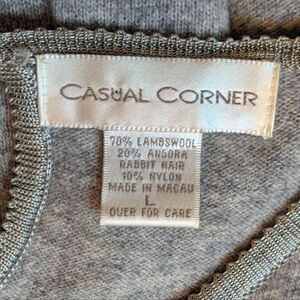 CASUAL CORNER
70% LAMBSWOOL
20% ANGORA
RABBIT HAIR
10% NYLON
MADE IN MACAU
L
OVER FOR CARE